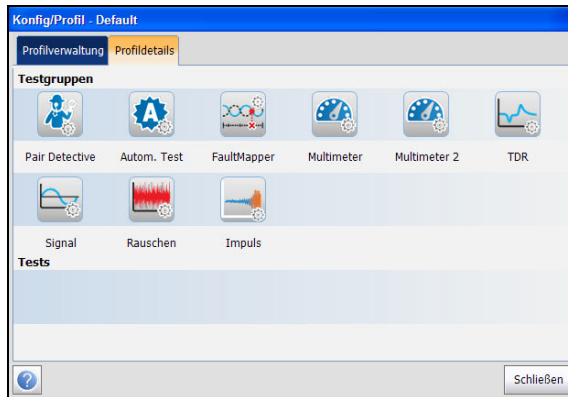 Konfig/Profil - Default
Profilverwaltung Profildetails
Testgruppen
Pair Detective Autom. Test FaultMapper Multimeter Multimeter 2 TDR
Signal Rauschen Impuls
Tests
Schließen